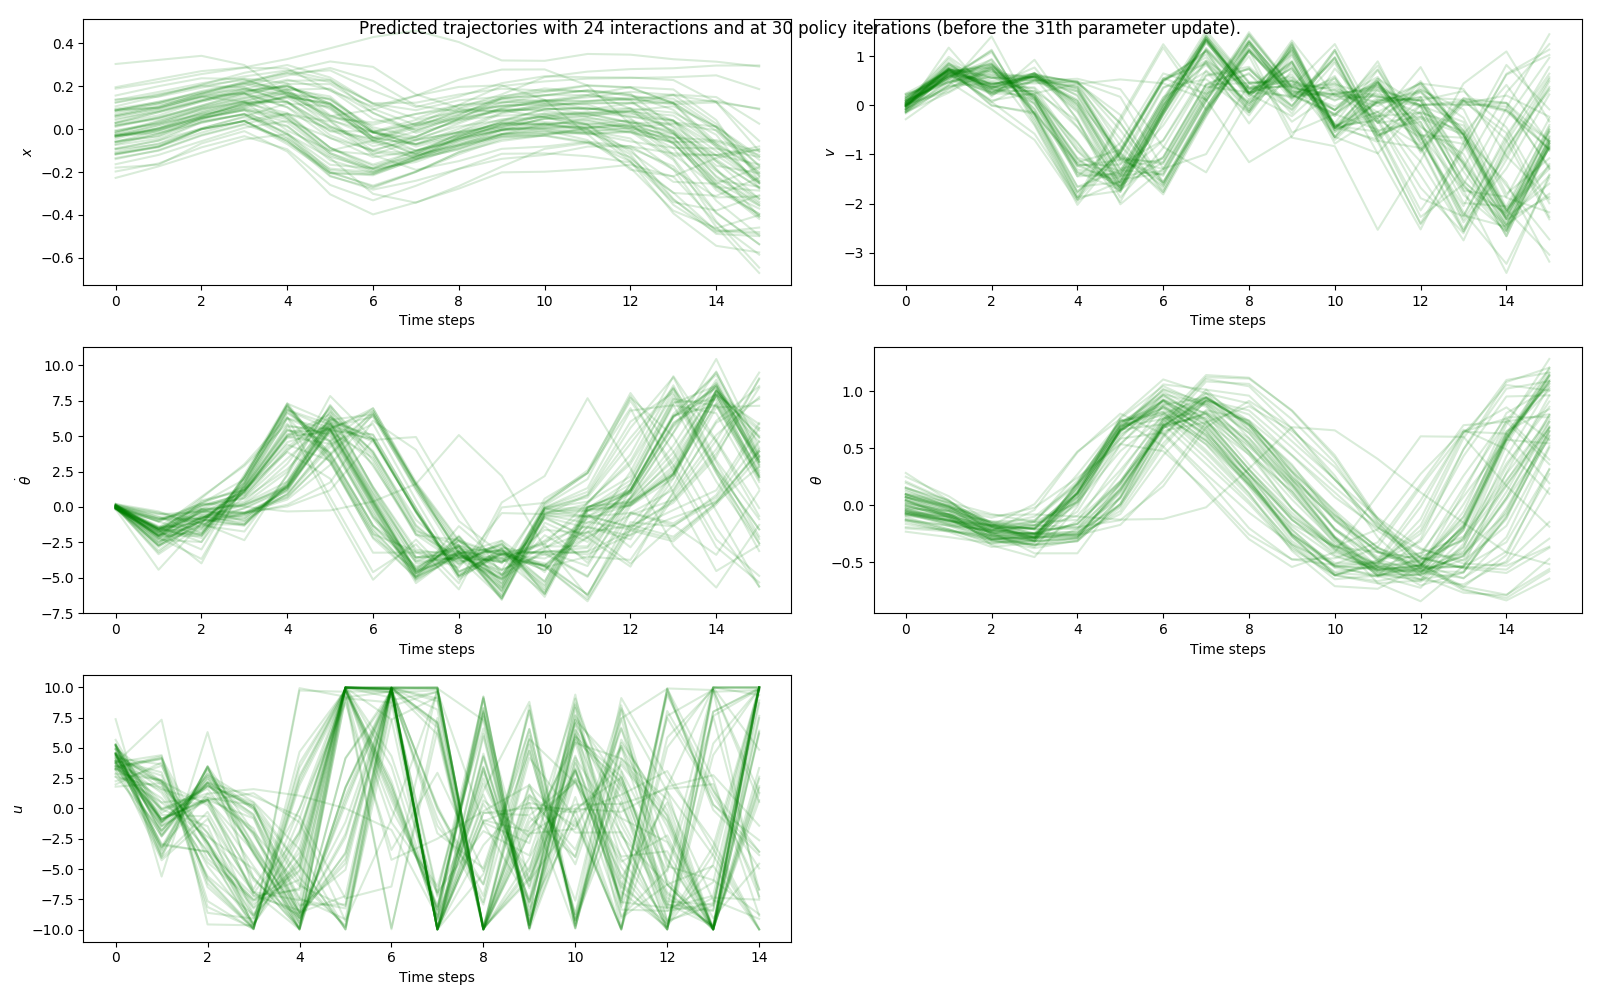 Predicted trajectories with 24 interactions and at 30 policy iterations (before the 31th parameter update).
0.4
0.2
0.0
−0.2
−0.4
−0.6
x
0 2 4 6 8 10 12 14
Time steps
1
0
−1
−2
−3
v
0 2 4 6 8 10 12 14
Time steps
10.0
7.5
5.0
2.5
0.0
−2.5
−5.0
−7.5
θ̇
0 2 4 6 8 10 12 14
Time steps
1.0
0.5
0.0
−0.5
θ
0 2 4 6 8 10 12 14
Time steps
10.0
7.5
5.0
2.5
0.0
−2.5
−5.0
−7.5
−10.0
u
0 2 4 6 8 10 12 14
Time steps